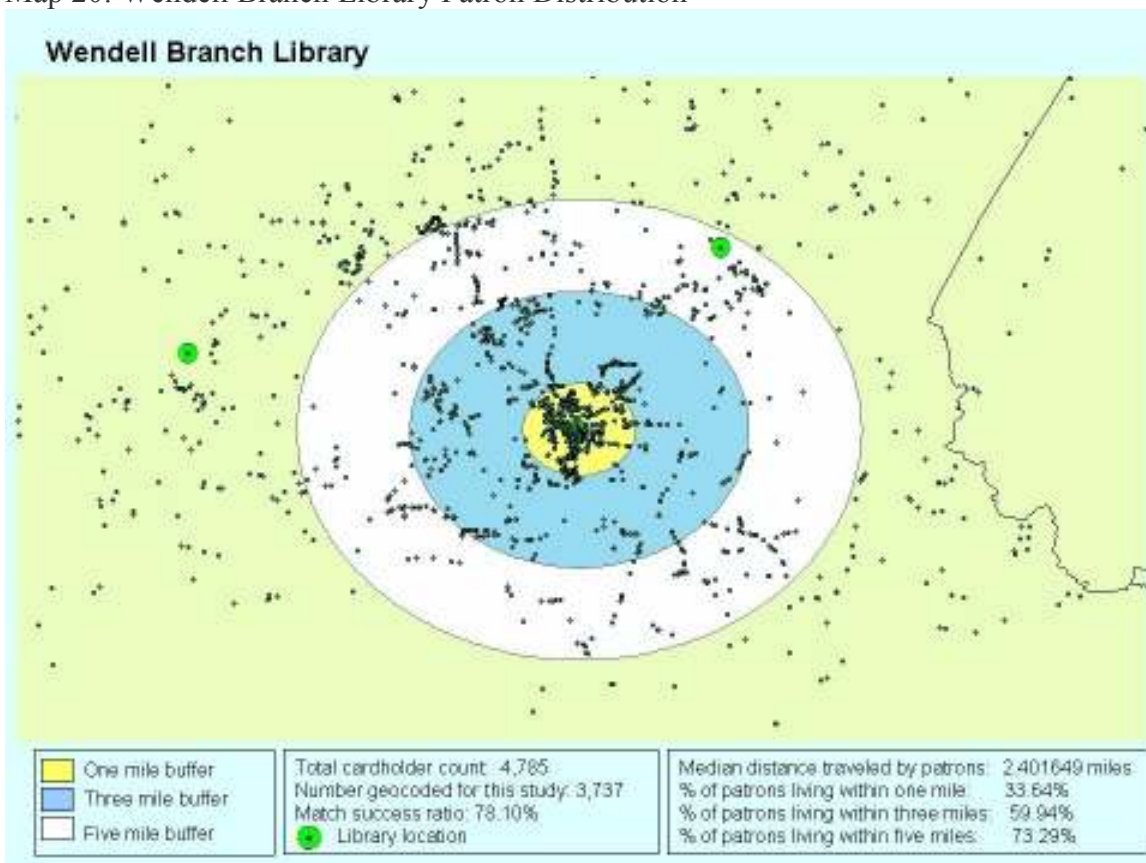 Map 20: Wendell Branch Library Patron Distribution
Wendell Branch Library
One mile buffer
Three mile buffer
Five mile buffer
Total cardholder count: 4,785
Number geocoded for this study: 3,737
Match success ratio: 78.10%
Library location
Median distance traveled by patrons: 2.401649 miles
% of patrons living within one mile: 33.64%
% of patrons living within three miles: 59.94%
% of patrons living within five miles: 73.29%